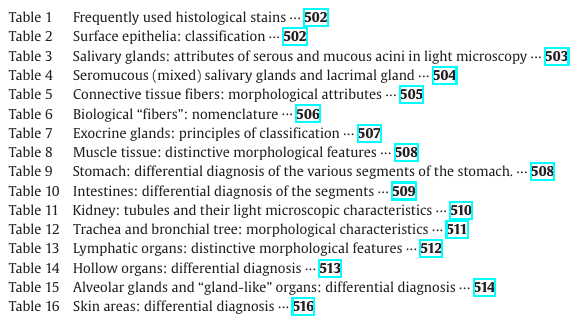 Table 1 Frequently used histological stains ··· 502
Table 2 Surface epithelia: classification ··· 502
Table 3 Salivary glands: attributes of serous and mucous acini in light microscopy ··· 503
Table 4 Seromucous (mixed) salivary glands and lacrimal gland ··· 504
Table 5 Connective tissue fibers: morphological attributes ··· 505
Table 6 Biological “fibers”: nomenclature ··· 506
Table 7 Exocrine glands: principles of classification ··· 507
Table 8 Muscle tissue: distinctive morphological features ··· 508
Table 9 Stomach: differential diagnosis of the various segments of the stomach. ··· 508
Table 10 Intestines: differential diagnosis of the segments ··· 509
Table 11 Kidney: tubules and their light microscopic characteristics ··· 510
Table 12 Trachea and bronchial tree: morphological characteristics ··· 511
Table 13 Lymphatic organs: distinctive morphological features ··· 512
Table 14 Hollow organs: differential diagnosis ··· 513
Table 15 Alveolar glands and “gland-like” organs: differential diagnosis ··· 514
Table 16 Skin areas: differential diagnosis ··· 516